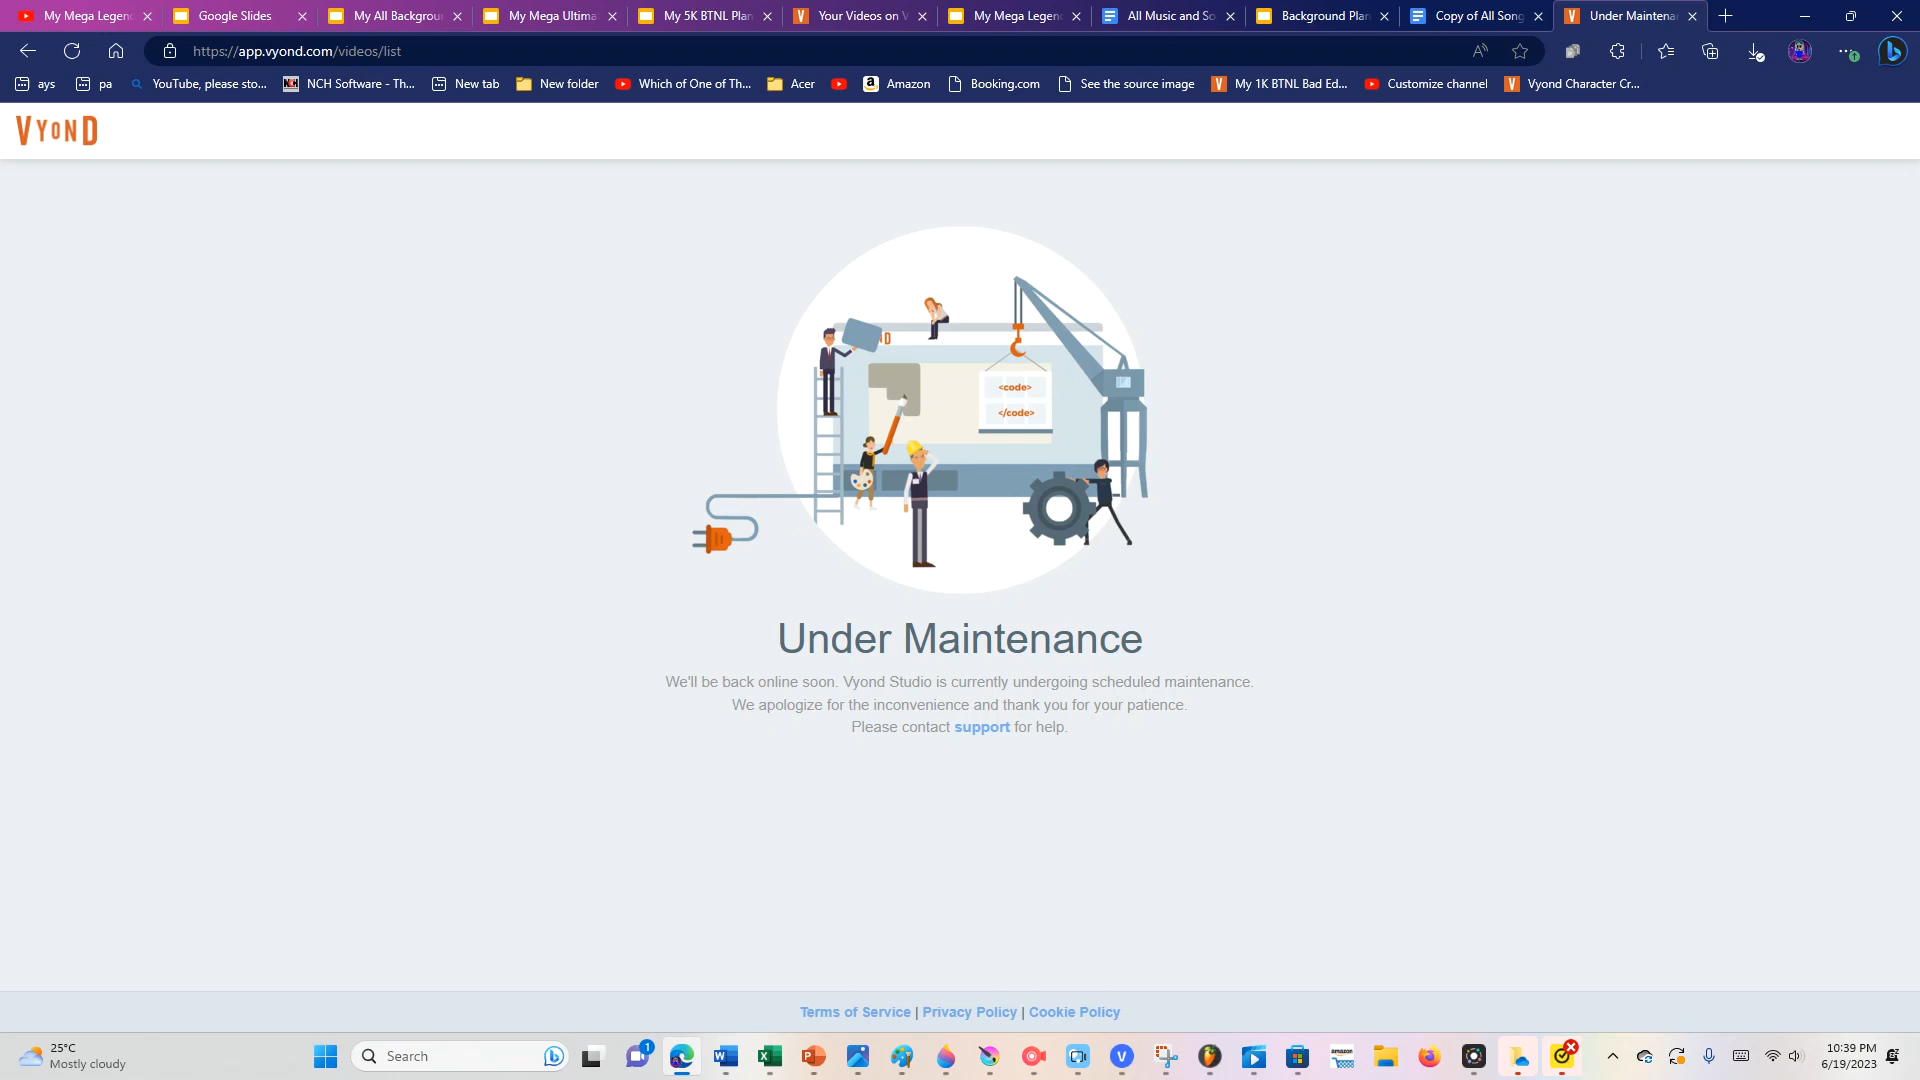 My Mega Legend
Google Slides
My All Backgrou
My Mega Ultima
My 5K BTNL Plan
Your Videos on V
My Mega Legend
All Music and So
Background Plan
Copy of All Song
Under Maintenan
https://app.vyond.com/videos/list
ays
pa
YouTube, please sto...
NCH Software - Th...
New tab
New folder
Which of One of Th...
Acer
Amazon
Booking.com
See the source image
My 1K BTNL Bad Ed...
Customize channel
Vyond Character Cr...
VYOND
ND
<code>
</code>
Under Maintenance
We'll be back online soon. Vyond Studio is currently undergoing scheduled maintenance.
We apologize for the inconvenience and thank you for your patience.
Please contact support for help.
Terms of Service | Privacy Policy | Cookie Policy
25°C
Mostly cloudy
Search
1
amazon
10:39 PM
6/19/2023